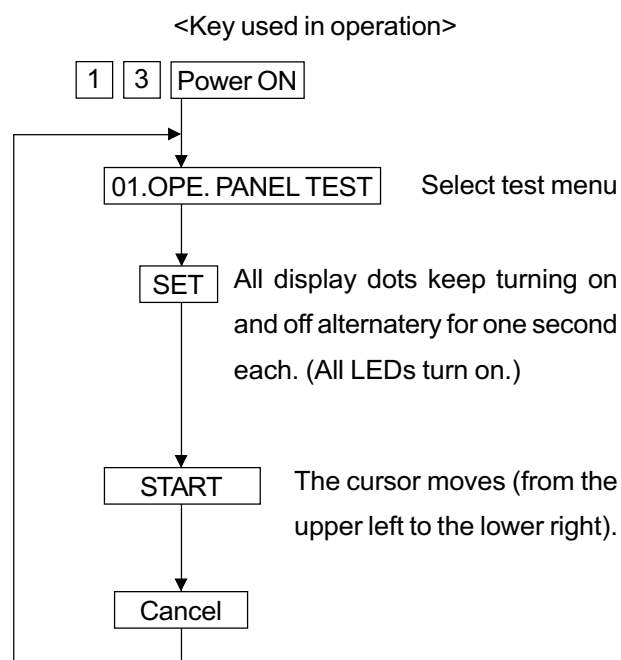 <Key used in operation>
1 3 Power ON
01.OPE. PANEL TEST Select test menu
SET All display dots keep turning on
and off alternatery for one second
each. (All LEDs turn on.)
START The cursor moves (from the
upper left to the lower right).
Cancel